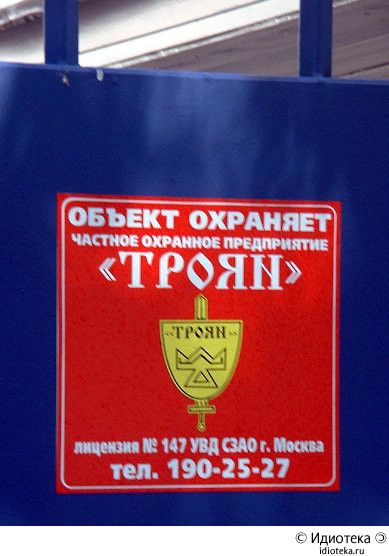 ОБЪЕКТ ОХРАНЯЕТ
ЧАСТНОЕ ОХРАННОЕ ПРЕДПРИЯТИЕ
«ТРОЯН»
-ТРОЯН-
лицензия № 147 УВД СЗАО г. Москва
тел. 190-25-27
© Идиотека
idioteka.ru